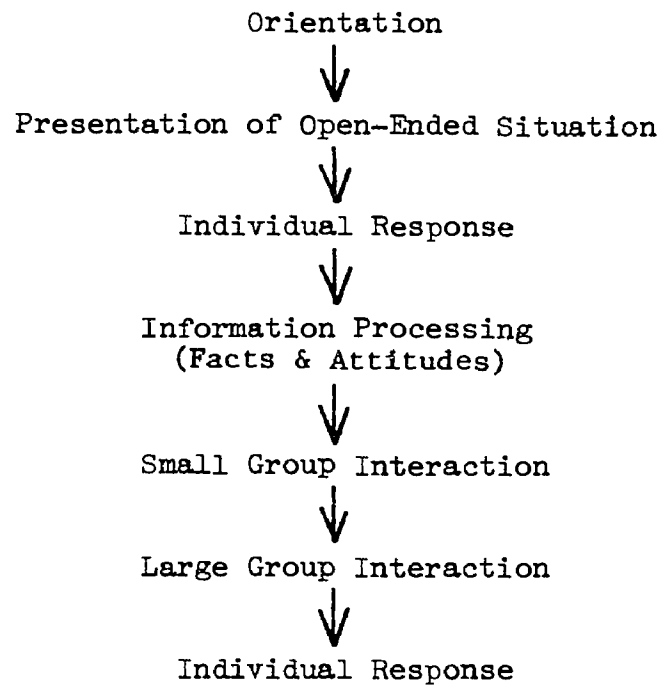 Orientation
Presentation of Open-Ended Situation
Individual Response
Information Processing
(Facts & Attitudes)
Small Group Interaction
Large Group Interaction
Individual Response